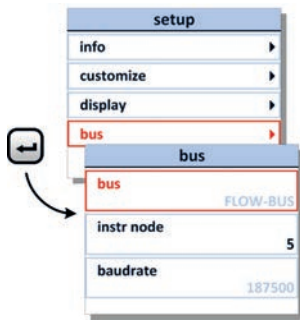 setup
info
customize
display
bus
bus
bus
FLOW-BUS
instr node
5
baudrate
187500